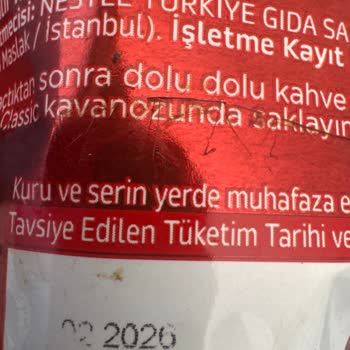 NESTLE TÜRKİYE GIDA SA
Maslak / İstanbul). İşletme Kayıt
sonra dolu dolu kahve
Classic kavanozunda saklayın
Kuru ve serin yerde muhafaza e
Tavsiye Edilen Tüketim Tarihi ve
02 2026